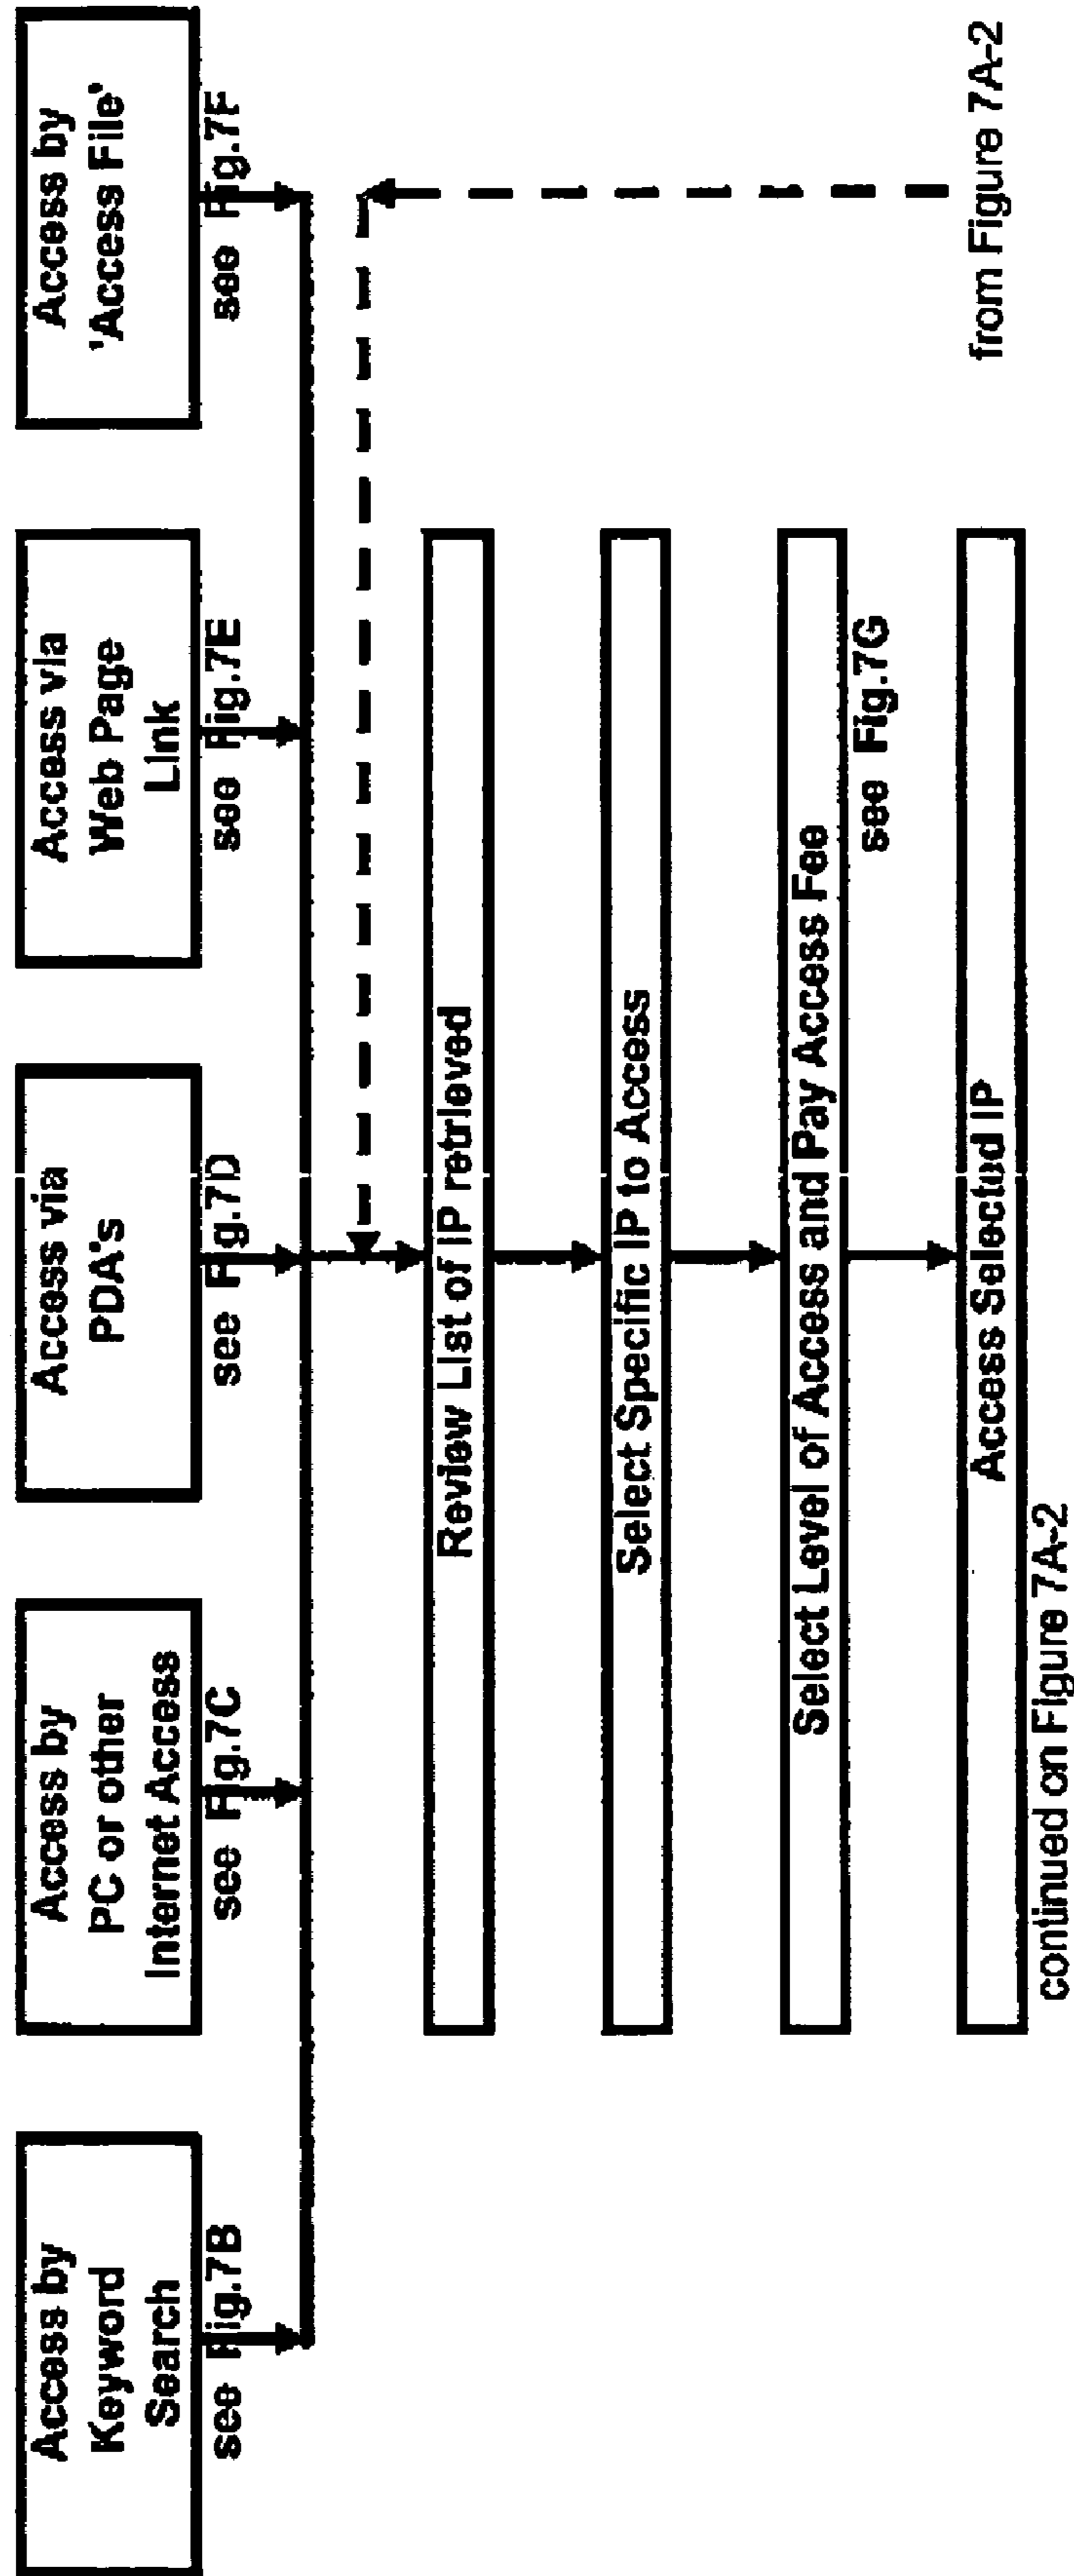 Access by
Keyword
Search
see Fig.7B
Access by
PC or other
Internet Access
see Fig.7C
Access via
PDA's
see Fig.7D
Access via
Web Page
Link
see Fig.7E
Access by
'Access File'
see Fig.7F
Review List of IP retrieved
Select Specific IP to Access
Select Level of Access and Pay Access Fee
see Fig.7G
Access Selected IP
continued on Figure 7A-2
from Figure 7A-2